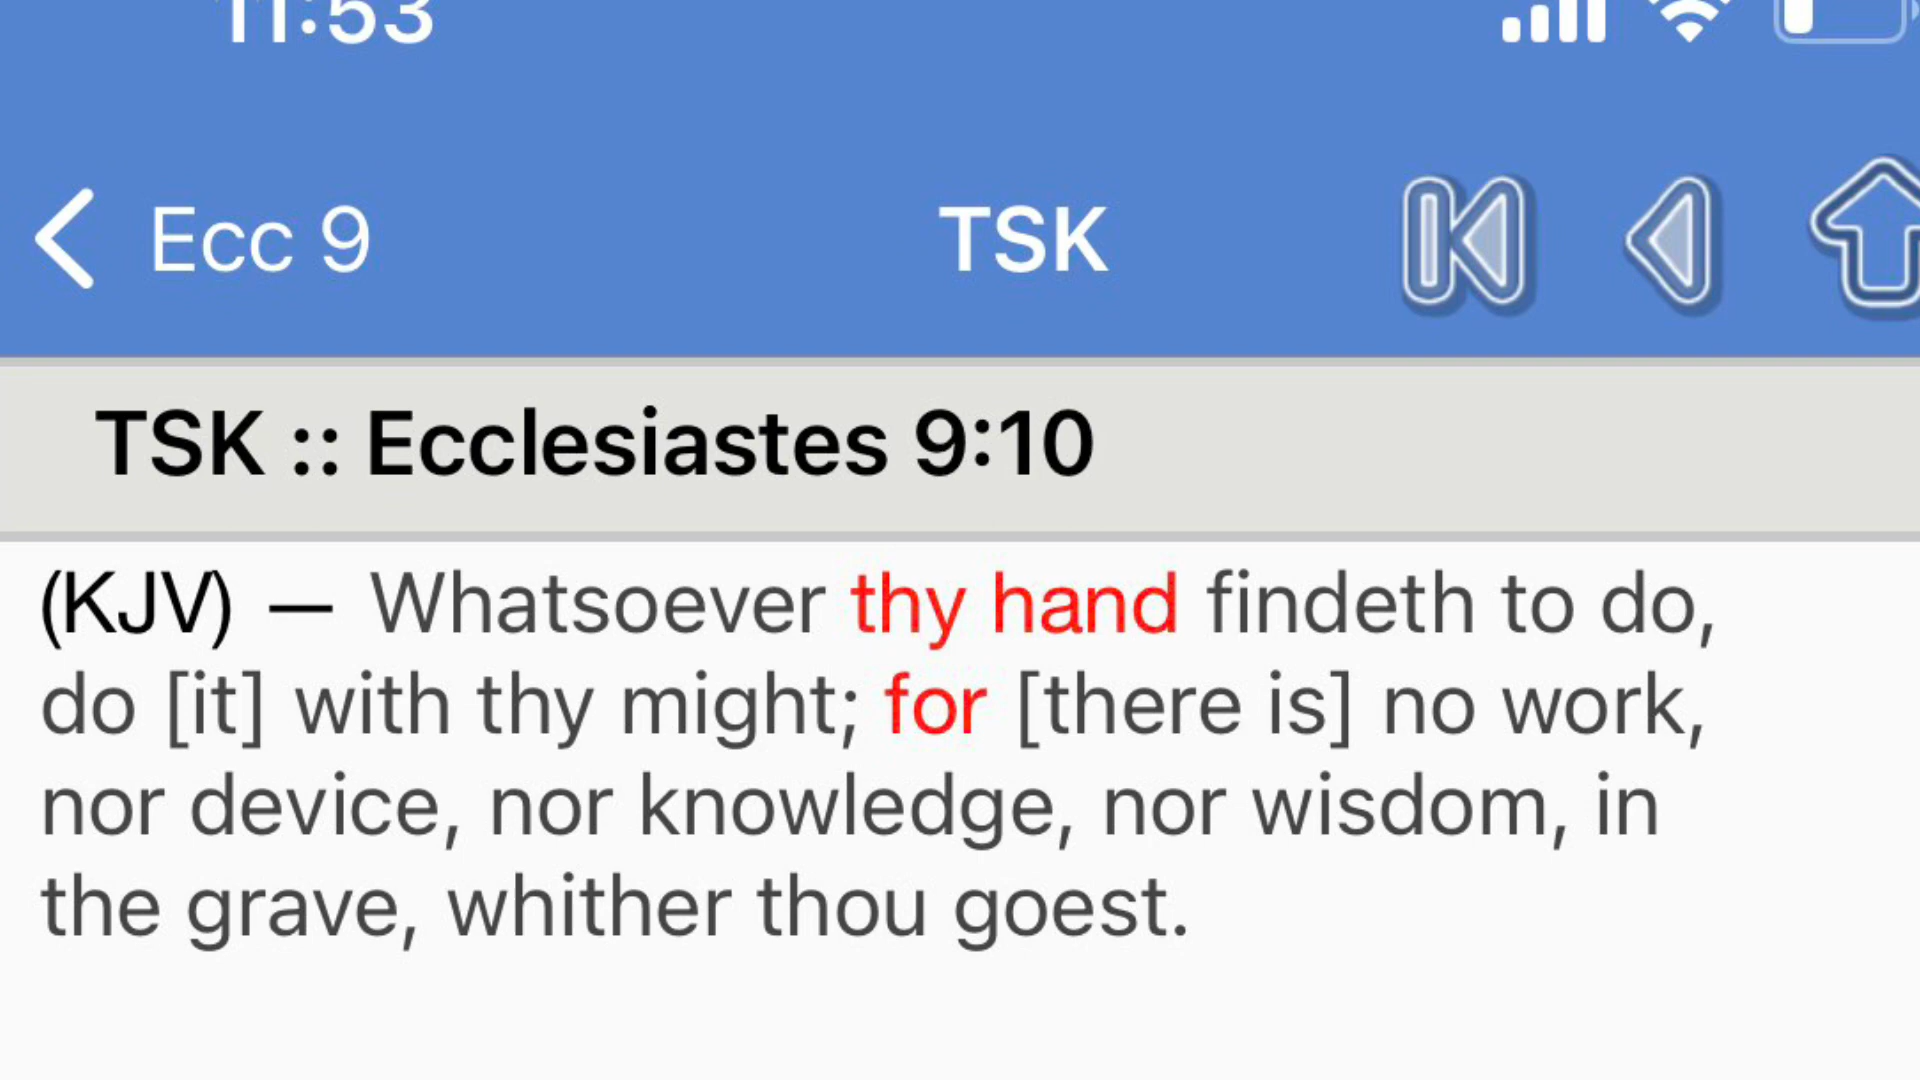 11:53
Ecc 9 TSK
TSK :: Ecclesiastes 9:10
(KJV) — Whatsoever thy hand findeth to do,
do [it] with thy might; for [there is] no work,
nor device, nor knowledge, nor wisdom, in
the grave, whither thou goest.